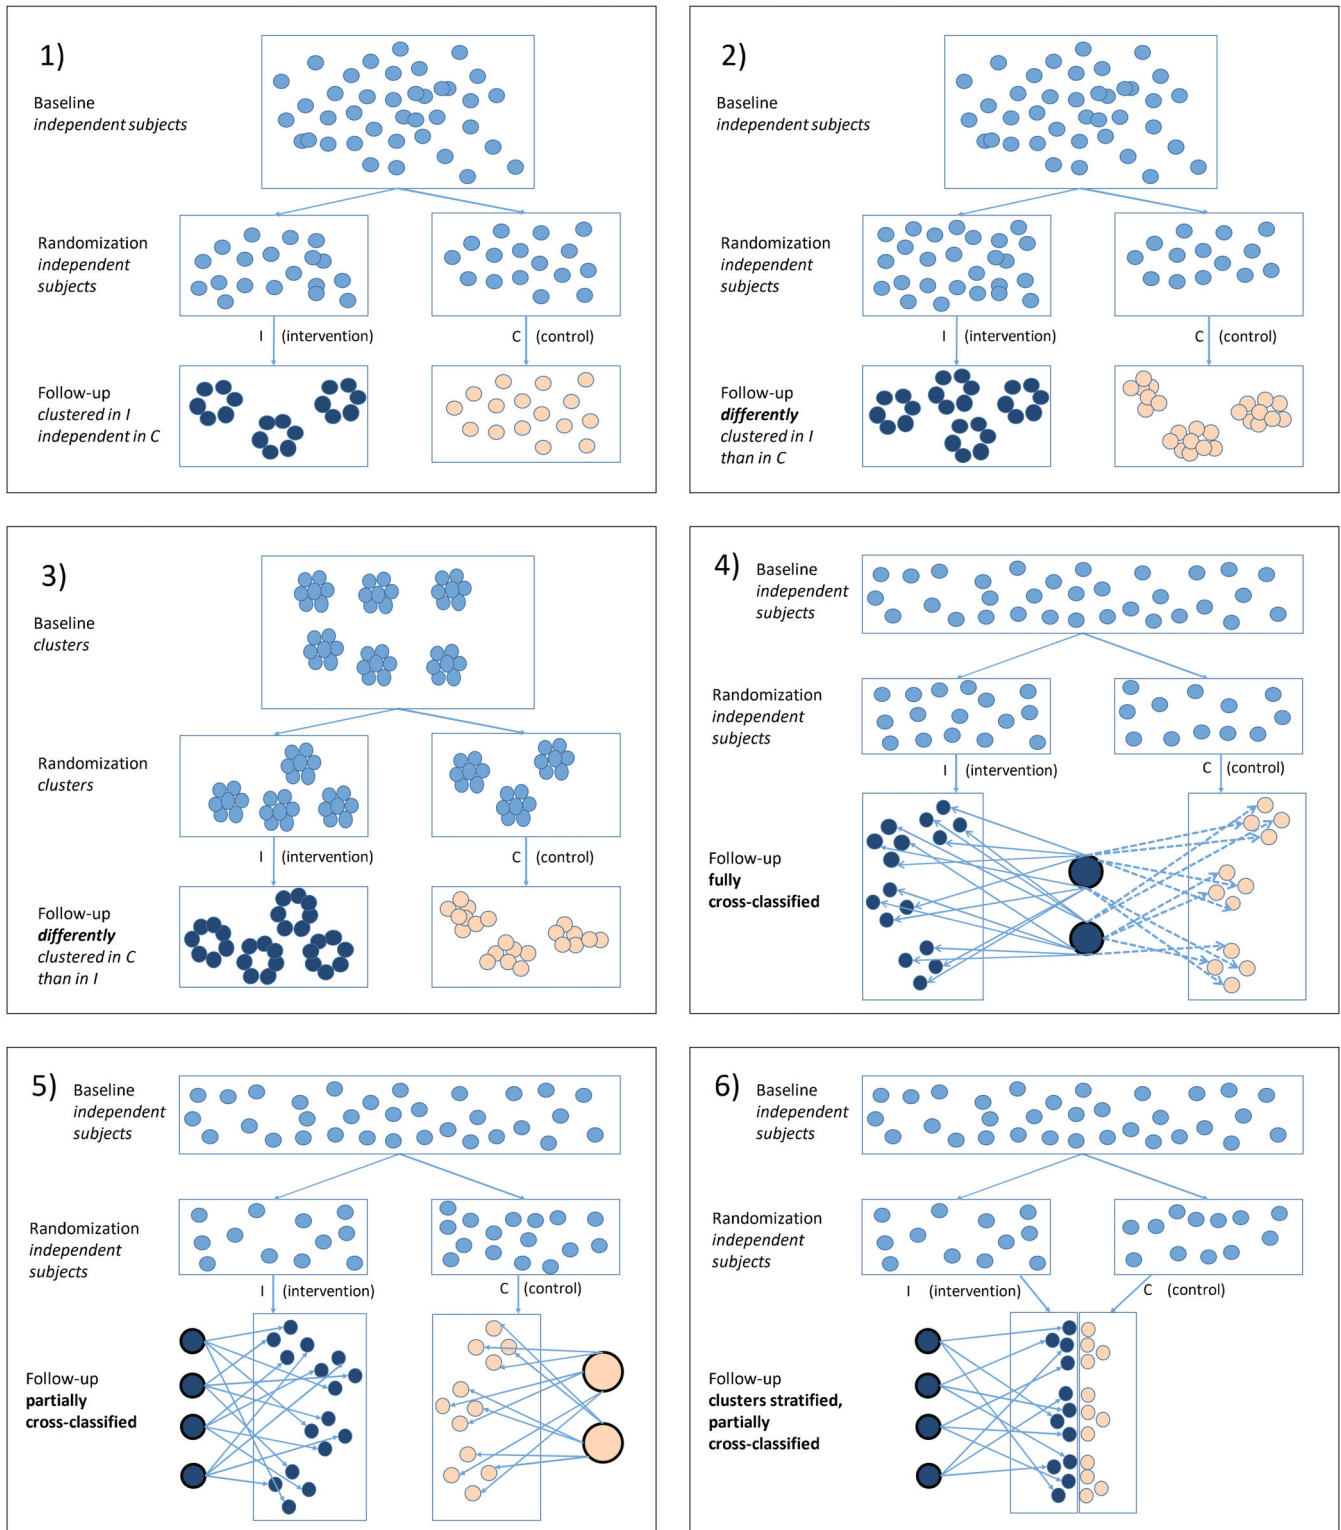 1)
Baseline
independent subjects
Randomization
independent
subjects
I (intervention)
C (control)
Follow-up
clustered in I
independent in C
2)
Baseline
independent subjects
Randomization
independent
subjects
I (intervention)
C (control)
Follow-up
differently
clustered in I
than in C
3)
Baseline
clusters
Randomization
clusters
I (intervention)
C (control)
Follow-up
differently
clustered in C
than in I
4)
Baseline
independent
subjects
Randomization
independent
subjects
I (intervention)
C (control)
Follow-up
fully
cross-classified
5)
Baseline
independent
subjects
Randomization
independent
subjects
I (intervention)
C (control)
Follow-up
partially
cross-classified
6)
Baseline
independent
subjects
Randomization
independent
subjects
I (intervention)
C (control)
Follow-up
clusters stratified,
partially
cross-classified